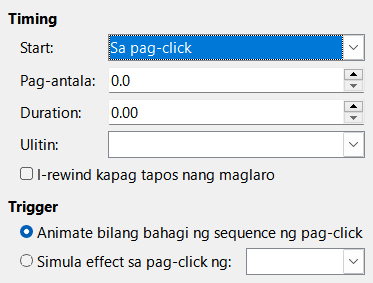 Timing
Start: Sa pag-click
Pag-antala: 0.0
Duration: 0.00
Ulitin:
I-rewind kapag tapos nang maglaro
Trigger
Animate bilang bahagi ng sequence ng pag-click
Simula effect sa pag-click ng: